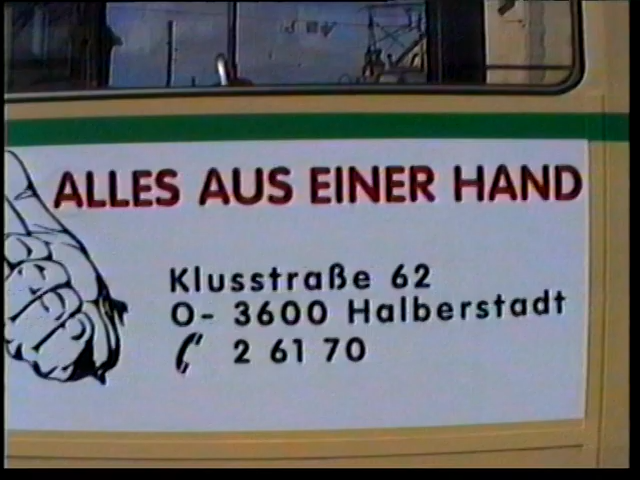 ALLES AUS EINER HAND
Klusstraße 62
O- 3600 Halberstadt
2 61 70